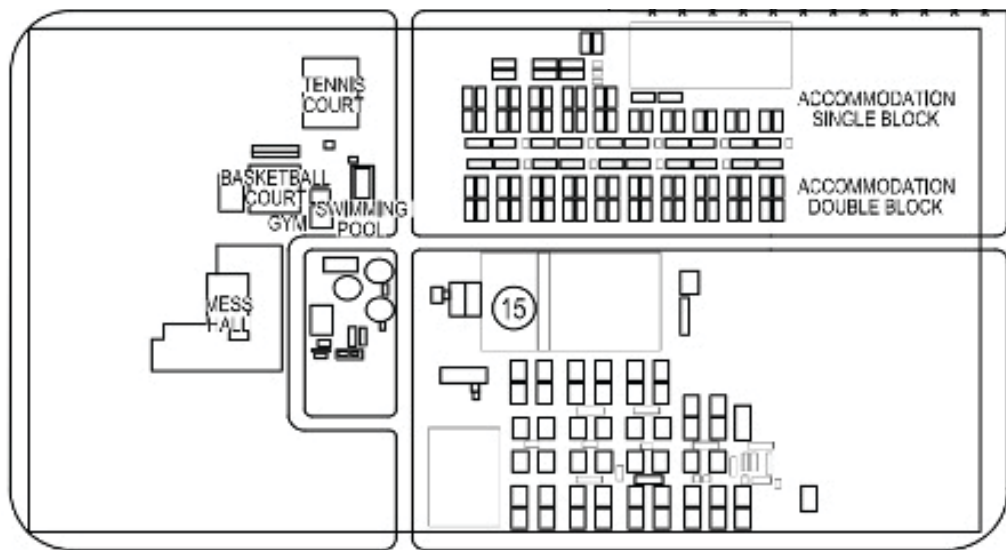 TENNIS
COURT
BASKETBALL
COURT
GYM
SWIMMING
POOL
MESS
HALL
ACCOMMODATION
SINGLE BLOCK
ACCOMMODATION
DOUBLE BLOCK
15